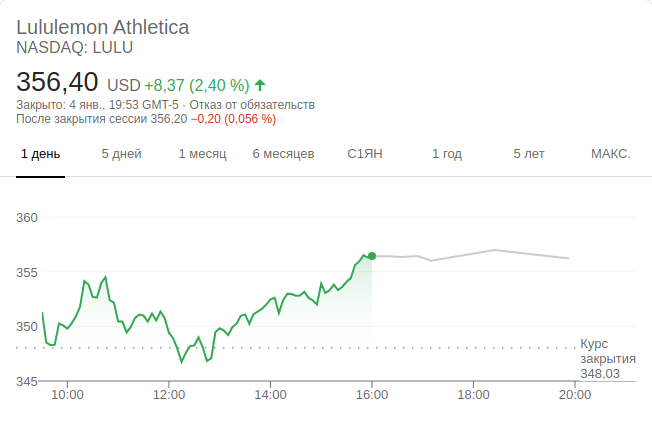 Lululemon Athletica
NASDAQ: LULU
356,40 USD +8,37 (2,40 %)
Закрыто: 4 янв., 19:53 GMT-5 · Отказ от обязательств
После закрытия сессии 356,20 −0,20 (0,056 %)
1 день 5 дней 1 месяц 6 месяцев С1ЯН 1 год 5 лет МАКС.
360
355
350
Курс
закрытия
348,03
345
10:00 12:00 14:00 16:00 18:00 20:00